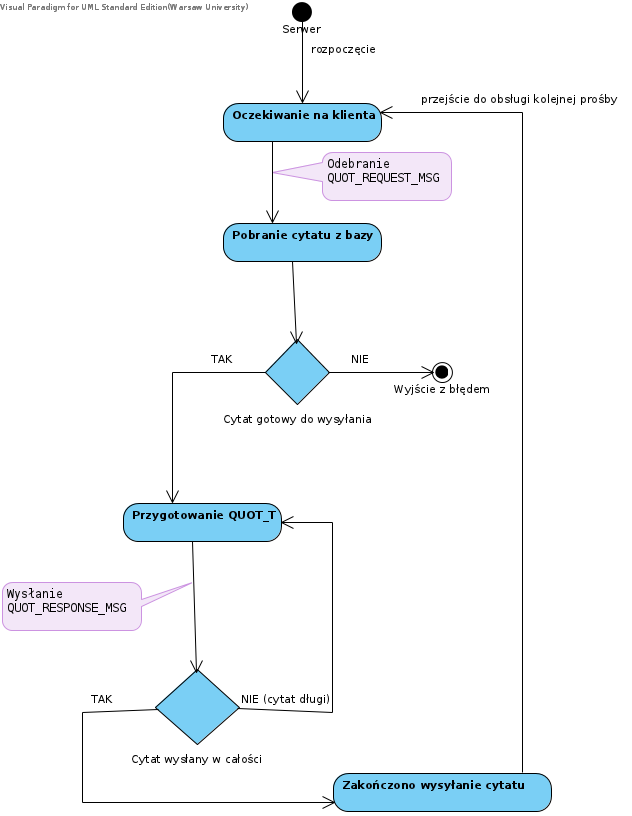 Visual Paradigm for UML Standard Edition(Warsaw University)
Serwer
rozpoczęcie
przejście do obsługi kolejnej prośby
Oczekiwanie na klienta
Odebranie
QUOT_REQUEST_MSG
Pobranie cytatu z bazy
TAK
NIE
Wyjście z błędem
Cytat gotowy do wysyłania
Przygotowanie QUOT_T
Wysłanie
QUOT_RESPONSE_MSG
TAK
NIE (cytat długi)
Cytat wysłany w całości
Zakończono wysyłanie cytatu